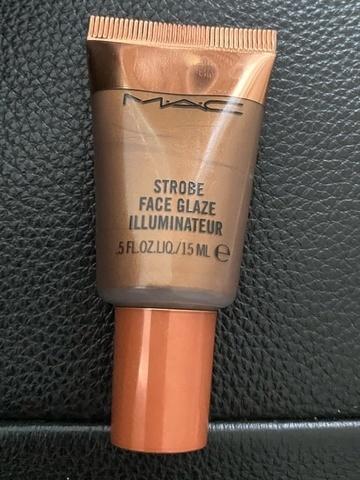 MAC
STROBE
FACE GLAZE
ILLUMINATEUR
.5 FL.OZ.LIQ./15 ML ℮